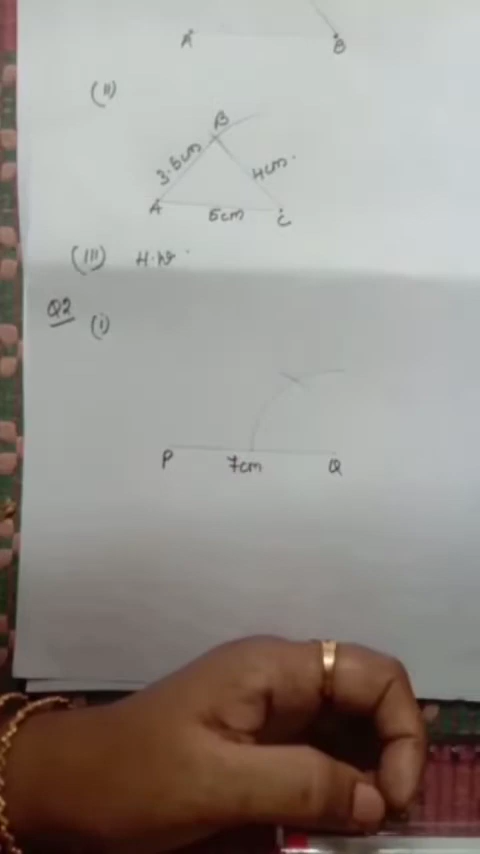 A B
(II)
B
3.5cm 4cm.
A 5cm C
(III) H.W.
Q2 (i)
P 7cm Q